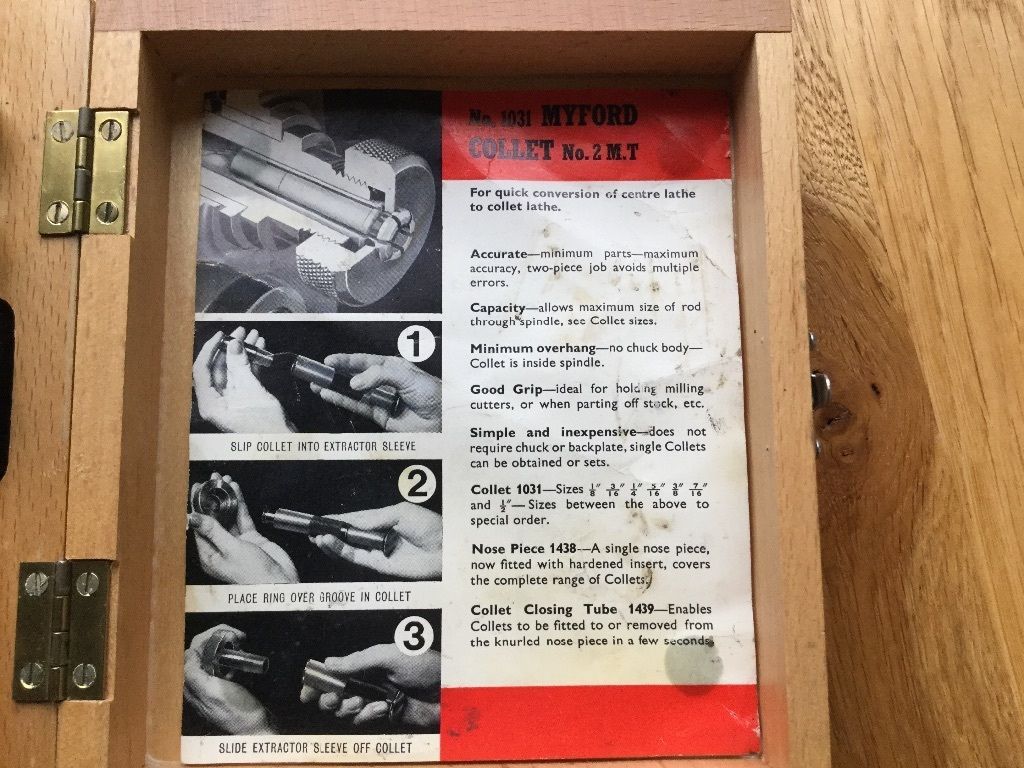 No. 1031 MYFORD
COLLET No. 2 M.T
For quick conversion of centre lathe
to collet lathe.
Accurate—minimum parts—maximum
accuracy, two-piece job avoids multiple
errors.
Capacity—allows maximum size of rod
through spindle, see Collet sizes.
Minimum overhang—no chuck body—
Collet is inside spindle.
Good Grip—ideal for holding milling
cutters, or when parting off stock, etc.
Simple and inexpensive—does not
require chuck or backplate, single Collets
can be obtained or sets.
Collet 1031—Sizes 1/8" 3/16" 1/4" 5/16" 3/8" 7/16"
and ½"—Sizes between the above to
special order.
Nose Piece 1438—A single nose piece,
now fitted with hardened insert, covers
the complete range of Collets.
Collet Closing Tube 1439—Enables
Collets to be fitted to or removed from
the knurled nose piece in a few seconds.
1
SLIP COLLET INTO EXTRACTOR SLEEVE
2
PLACE RING OVER GROOVE IN COLLET
3
SLIDE EXTRACTOR SLEEVE OFF COLLET